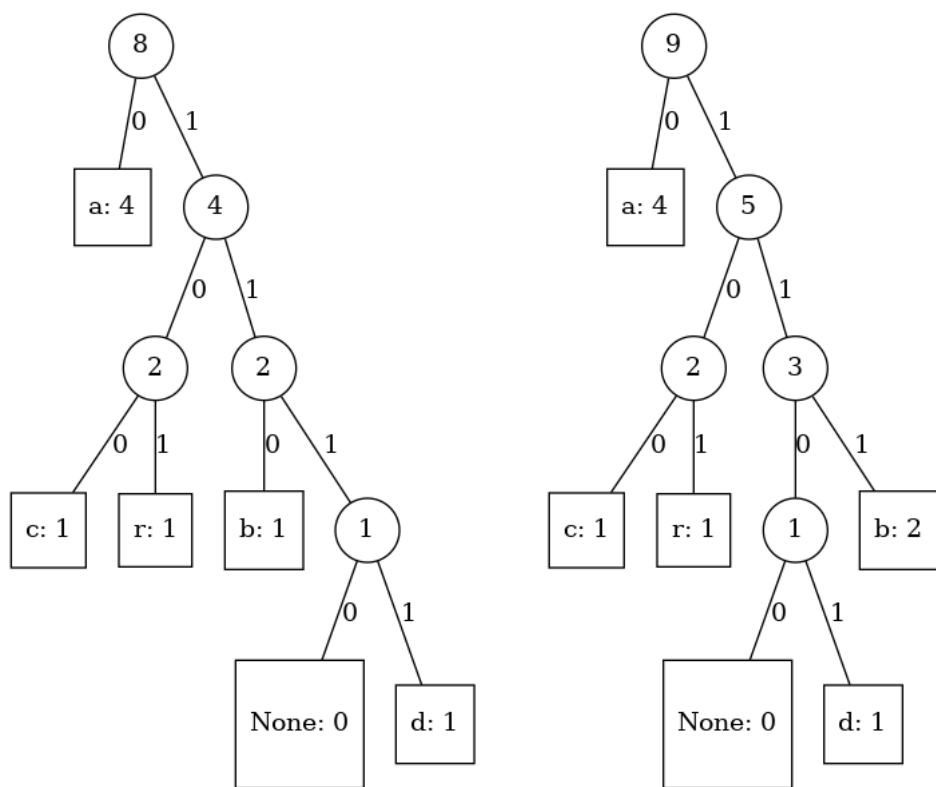 8 9
0 1 0 1
a: 4 4 a: 4 5
0 1 0 1
2 2 2 3
0 1 0 1 0 1 0 1
c: 1 r: 1 b: 1 1 c: 1 r: 1 1 b: 2
0 1 0 1
None: 0 d: 1 None: 0 d: 1